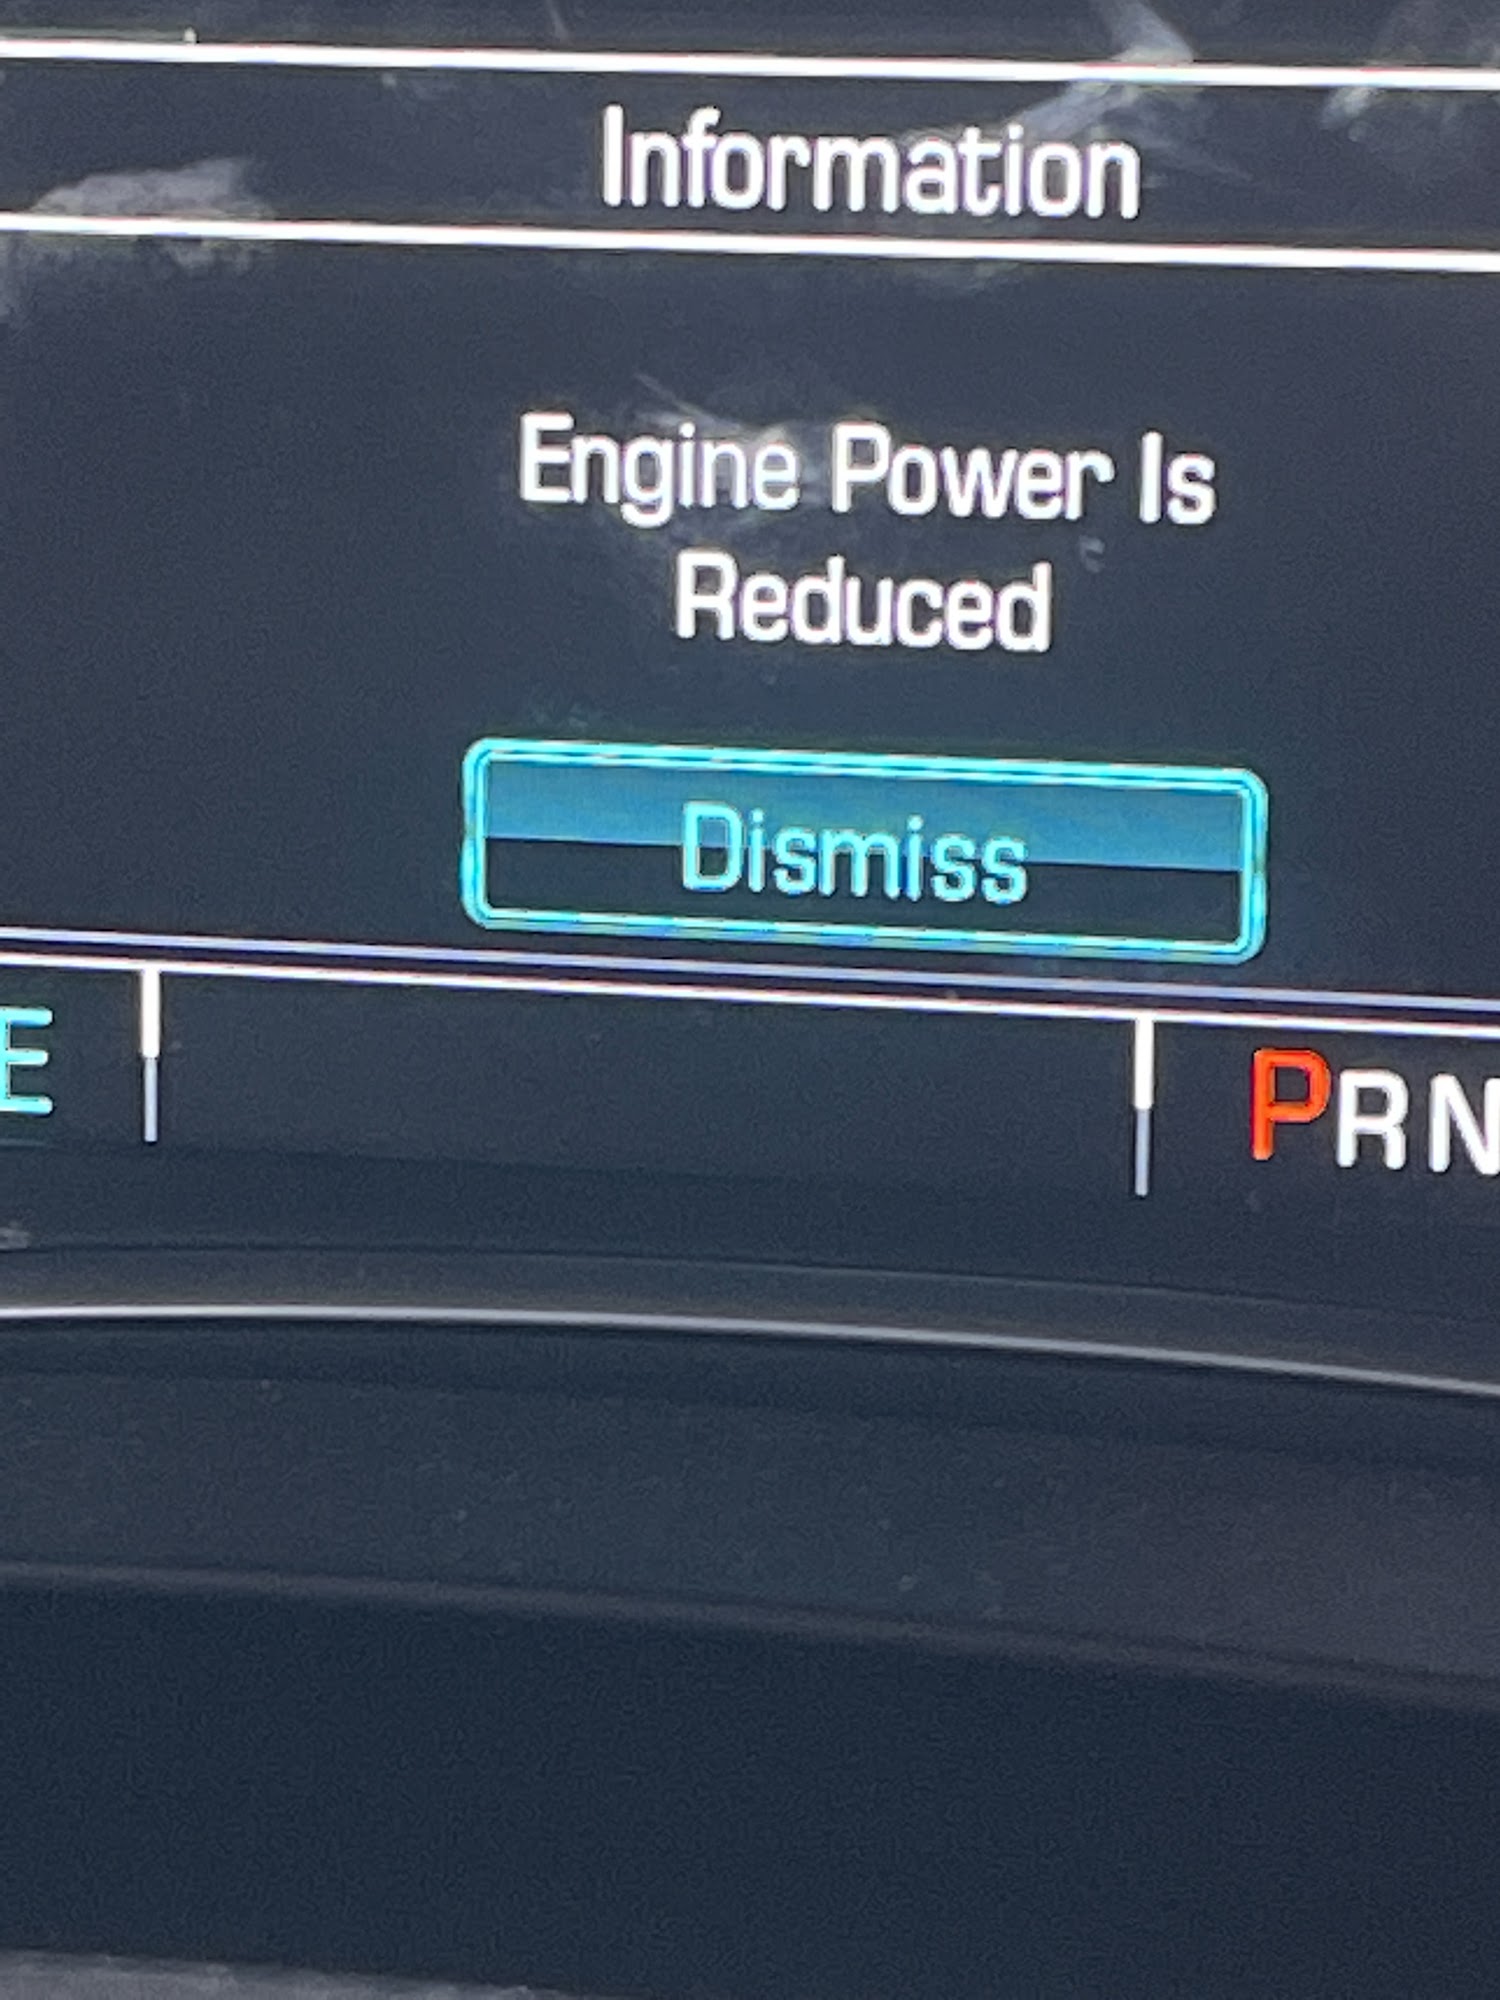 Information
Engine Power Is
Reduced
Dismiss
E
PRN